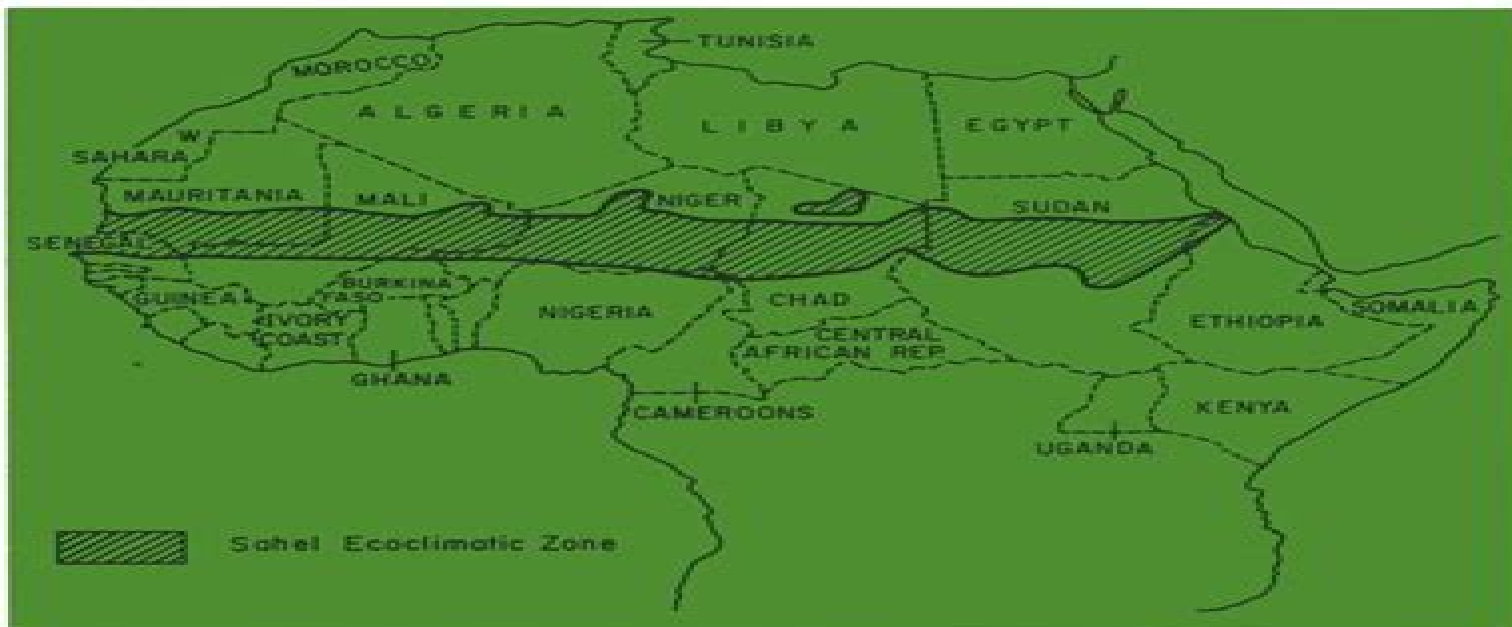 TUNISIA
MOROCCO
ALGERIA
LIBYA
EGYPT
W
SAHARA
MAURITANIA
MALI
NIGER
SUDAN
SENEGAL
BURKINA
FASO
GUINEA
IVORY
COAST
NIGERIA
CHAD
CENTRAL
AFRICAN REP.
ETHIOPIA
SOMALIA
GHANA
CAMEROONS
KENYA
UGANDA
Sahel Ecoclimatic Zone